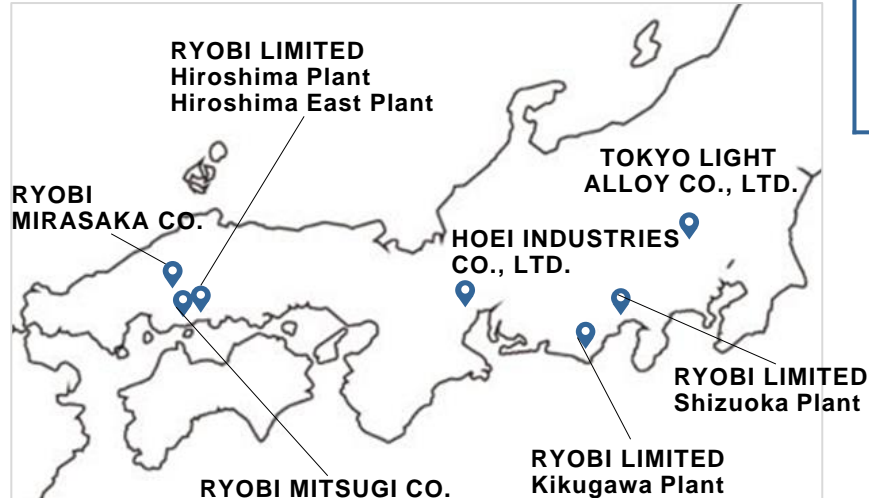 RYOBI LIMITED
Hiroshima Plant
Hiroshima East Plant
TOKYO LIGHT
ALLOY CO., LTD.
RYOBI
MIRASAKA CO.
HOEI INDUSTRIES
CO., LTD.
RYOBI LIMITED
Shizuoka Plant
RYOBI LIMITED
Kikugawa Plant
RYOBI MITSUGI CO.